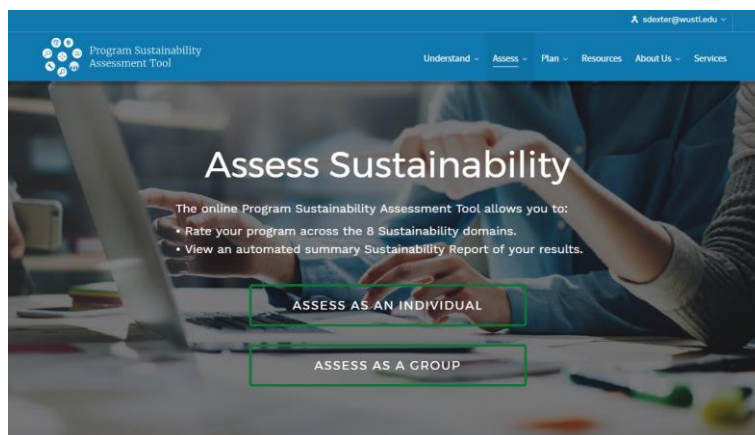 sdexter@wustl.edu
Program Sustainability
Assessment Tool
Understand
Assess
Plan
Resources
About Us
Services
Assess Sustainability
The online Program Sustainability Assessment Tool allows you to:
• Rate your program across the 8 Sustainability domains.
• View an automated summary Sustainability Report of your results.
ASSESS AS AN INDIVIDUAL
ASSESS AS A GROUP